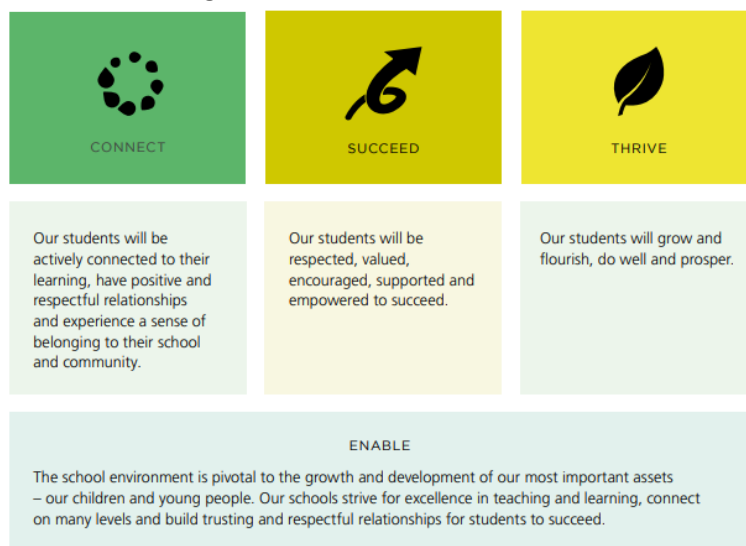 CONNECT
SUCCEED
THRIVE
Our students will be
actively connected to their
learning, have positive and
respectful relationships
and experience a sense of
belonging to their school
and community.
Our students will be
respected, valued,
encouraged, supported and
empowered to succeed.
Our students will grow and
flourish, do well and prosper.
ENABLE
The school environment is pivotal to the growth and development of our most important assets
– our children and young people. Our schools strive for excellence in teaching and learning, connect
on many levels and build trusting and respectful relationships for students to succeed.